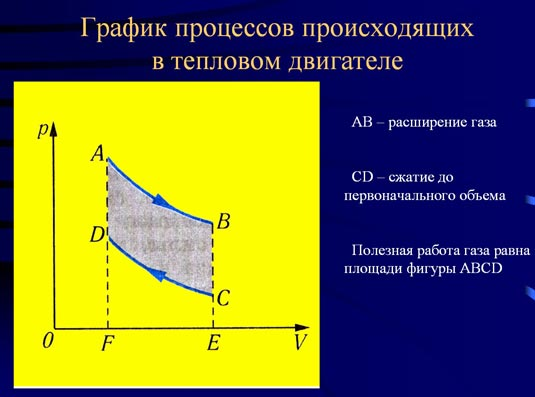 График процессов происходящих
в тепловом двигателе
p
A
B
D
C
0
F
E
V
AB – расширение газа
CD – сжатие до
первоначального объема
Полезная работа газа равна
площади фигуры ABCD